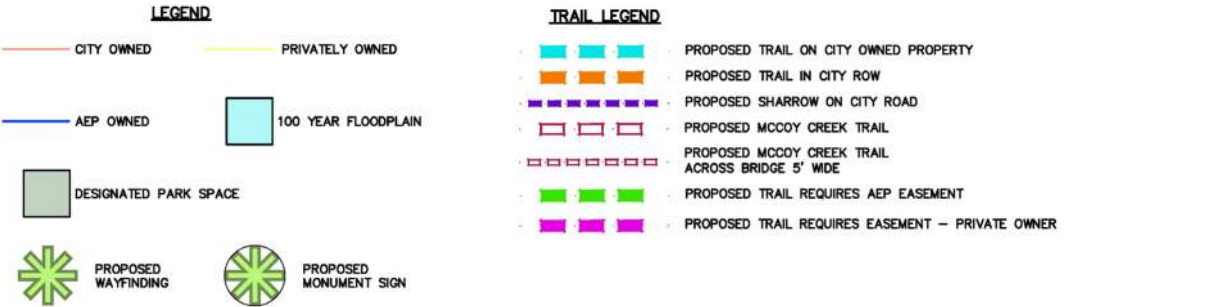 LEGEND
CITY OWNED
PRIVATELY OWNED
AEP OWNED
100 YEAR FLOODPLAIN
DESIGNATED PARK SPACE
PROPOSED
WAYFINDING
PROPOSED
MONUMENT SIGN
TRAIL LEGEND
PROPOSED TRAIL ON CITY OWNED PROPERTY
PROPOSED TRAIL IN CITY ROW
PROPOSED SHARROW ON CITY ROAD
PROPOSED MCCOY CREEK TRAIL
PROPOSED MCCOY CREEK TRAIL
ACROSS BRIDGE 5' WIDE
PROPOSED TRAIL REQUIRES AEP EASEMENT
PROPOSED TRAIL REQUIRES EASEMENT – PRIVATE OWNER